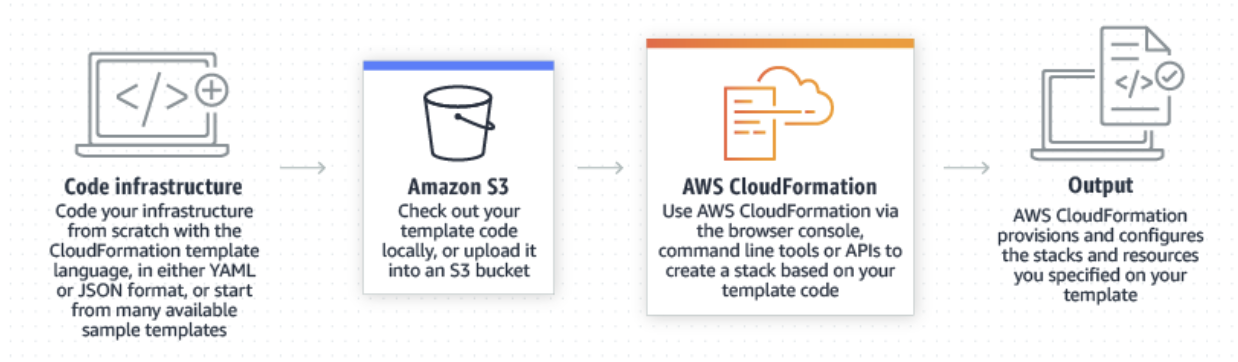 </>
Code infrastructure
Code your infrastructure
from scratch with the
CloudFormation template
language, in either YAML
or JSON format, or start
from many available
sample templates
Amazon S3
Check out your
template code
locally, or upload it
into an S3 bucket
AWS CloudFormation
Use AWS CloudFormation via
the browser console,
command line tools or APIs to
create a stack based on your
template code
</>
Output
AWS CloudFormation
provisions and configures
the stacks and resources
you specified on your
template